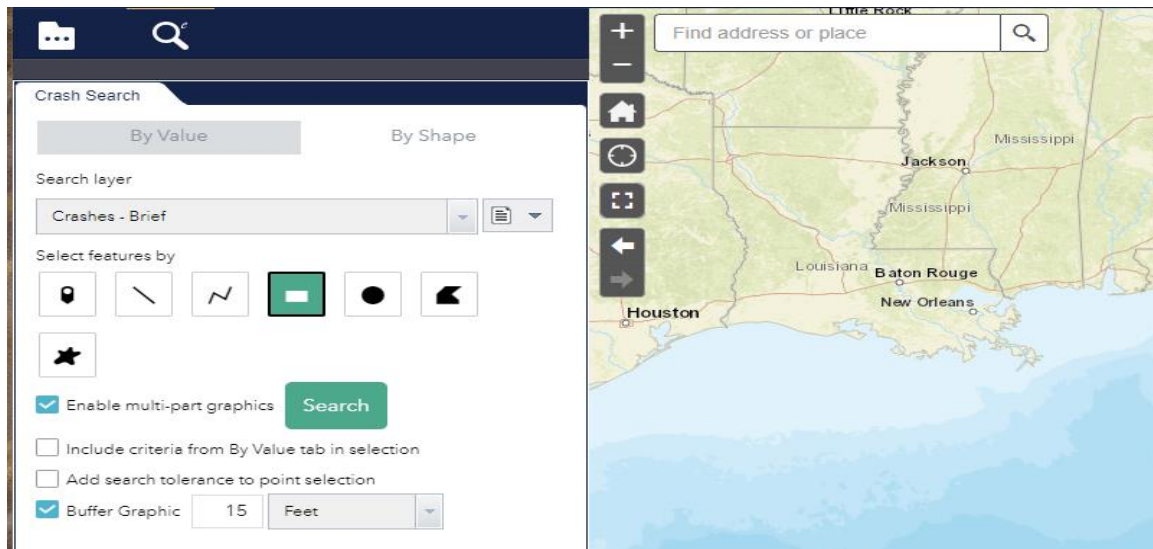 Crash Search
By Value
By Shape
Search layer
Crashes - Brief
Select features by
Enable multi-part graphics
Search
Include criteria from By Value tab in selection
Add search tolerance to point selection
Buffer Graphic 15 Feet
Little Rock
Find address or place
Mississippi
Jackson
Mississippi
Louisiana
Baton Rouge
New Orleans
Houston